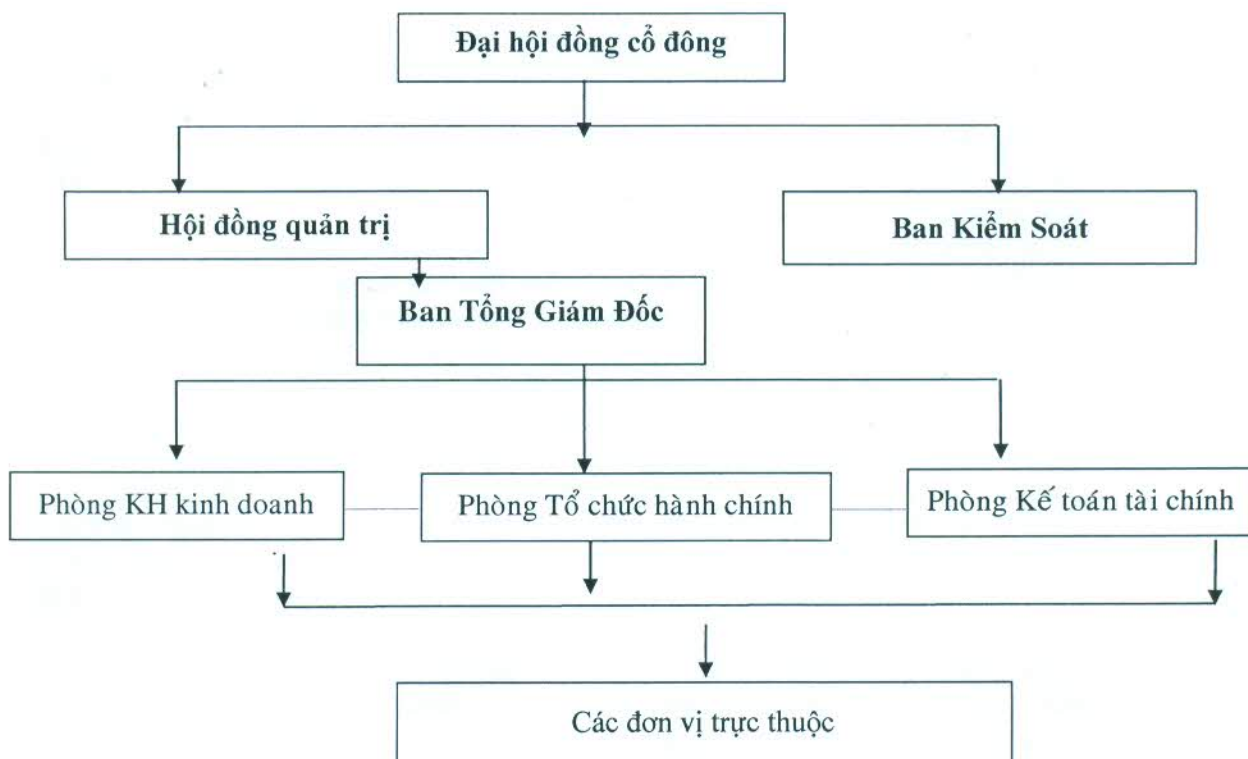 Đại hội đồng cổ đông
Hội đồng quản trị
Ban Kiểm Soát
Ban Tổng Giám Đốc
Phòng KH kinh doanh
Phòng Tổ chức hành chính
Phòng Kế toán tài chính
Các đơn vị trực thuộc